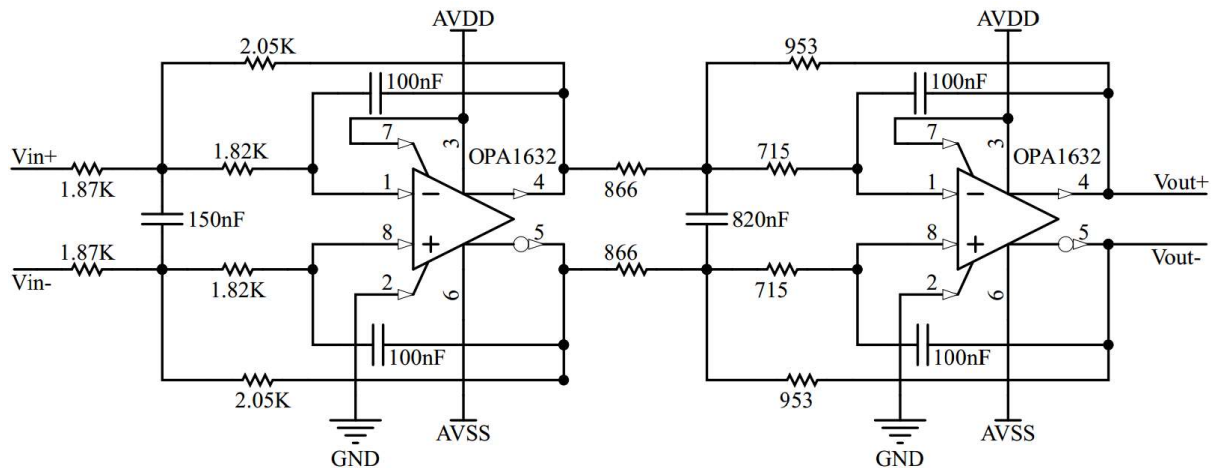 AVDD
AVDD
2.05K
953
100nF
100nF
7
3
7
3
Vin+
1.82K
OPA1632
715
OPA1632
1.87K
1
−
4
866
1
−
4
Vout+
150nF
820nF
1.87K
8
+
5
866
8
+
5
Vout-
Vin-
1.82K
2
6
715
2
6
100nF
100nF
2.05K
953
AVSS
AVSS
GND
GND